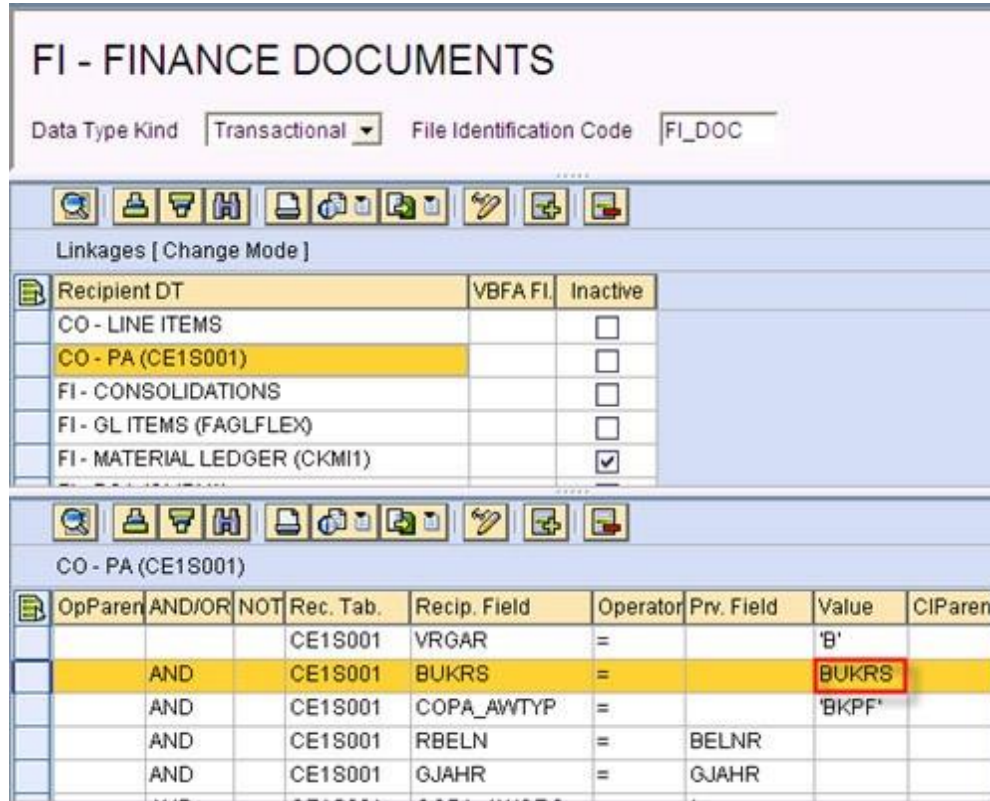 FI - FINANCE DOCUMENTS
Data Type Kind Transactional File Identification Code FI_DOC
Linkages [ Change Mode ]
Recipient DT VBFA Fl. Inactive
CO - LINE ITEMS
CO - PA (CE1S001)
FI - CONSOLIDATIONS
FI - GL ITEMS (FAGLFLEX)
FI - MATERIAL LEDGER (CKMI1)
CO - PA (CE1S001)
OpParen AND/OR NOT Rec. Tab. Recip. Field Operator Prv. Field Value ClParen
CE1S001 VRGAR = 'B'
AND CE1S001 BUKRS = BUKRS
AND CE1S001 COPA_AWTYP = 'BKPF'
AND CE1S001 RBELN = BELNR
AND CE1S001 GJAHR = GJAHR